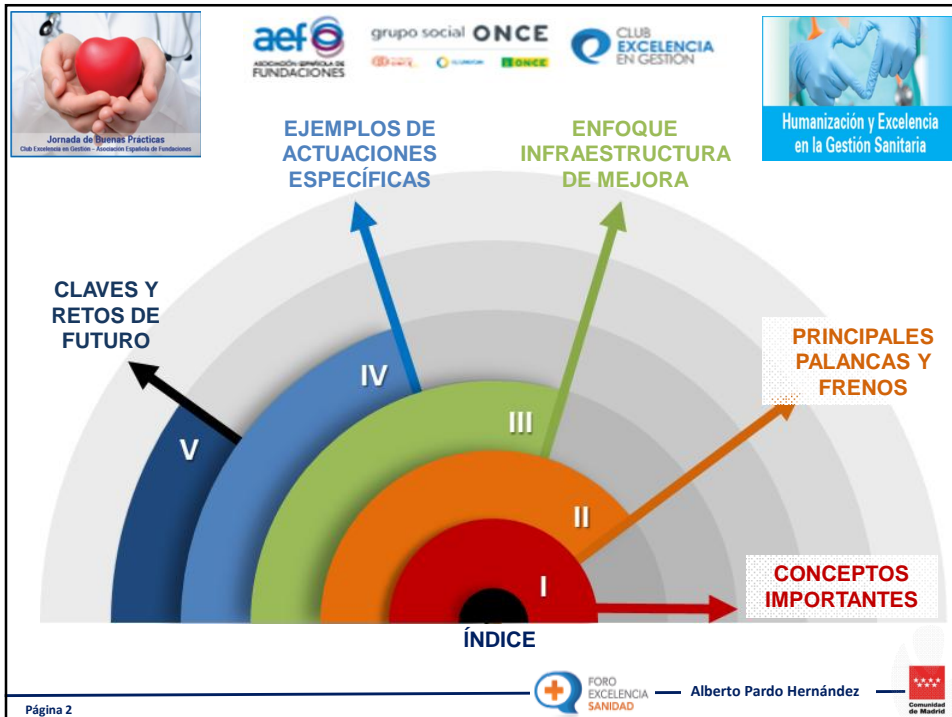 aef
ASOCIACIÓN ESPAÑOLA DE
FUNDACIONES
grupo social ONCE
ONCE
CLUB
EXCELENCIA
EN GESTIÓN
Jornada de Buenas Prácticas
Club Excelencia en Gestión - Asociación Española de Fundaciones
Humanización y Excelencia
en la Gestión Sanitaria
EJEMPLOS DE
ACTUACIONES
ESPECÍFICAS
ENFOQUE
INFRAESTRUCTURA
DE MEJORA
CLAVES Y
RETOS DE
FUTURO
PRINCIPALES
PALANCAS Y
FRENOS
IV
V
III
II
I
CONCEPTOS
IMPORTANTES
ÍNDICE
FORO
EXCELENCIA
SANIDAD
Alberto Pardo Hernández
Comunidad
de Madrid
Página 2